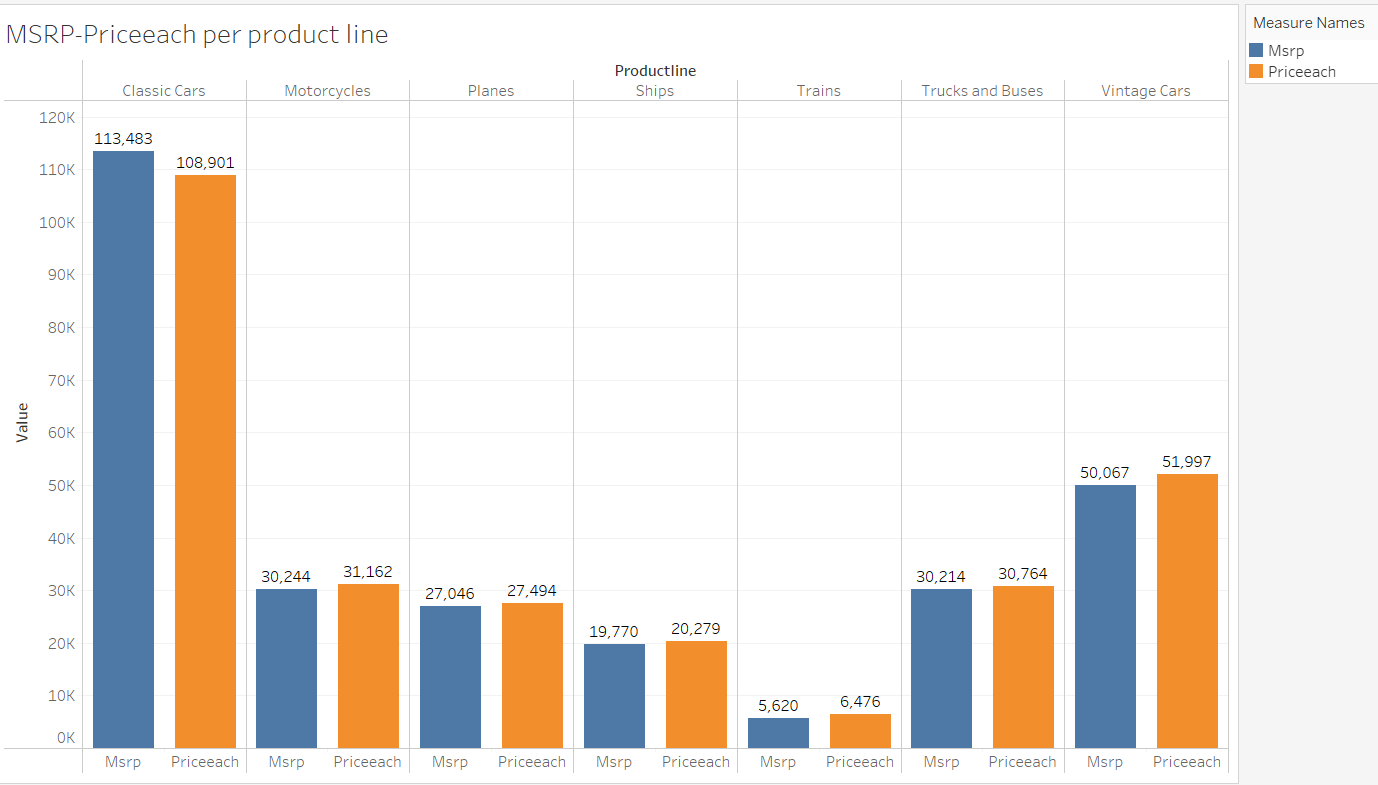 MSRP-Priceeach per product line
Measure Names
Msrp
Priceeach
Productline
Classic Cars Motorcycles Planes Ships Trains Trucks and Buses Vintage Cars
Value
120K
110K
100K
90K
80K
70K
60K
50K
40K
30K
20K
10K
0K
113,483 108,901 30,244 31,162 27,046 27,494 19,770 20,279 5,620 6,476 30,214 30,764 50,067 51,997
Msrp Priceeach Msrp Priceeach Msrp Priceeach Msrp Priceeach Msrp Priceeach Msrp Priceeach Msrp Priceeach